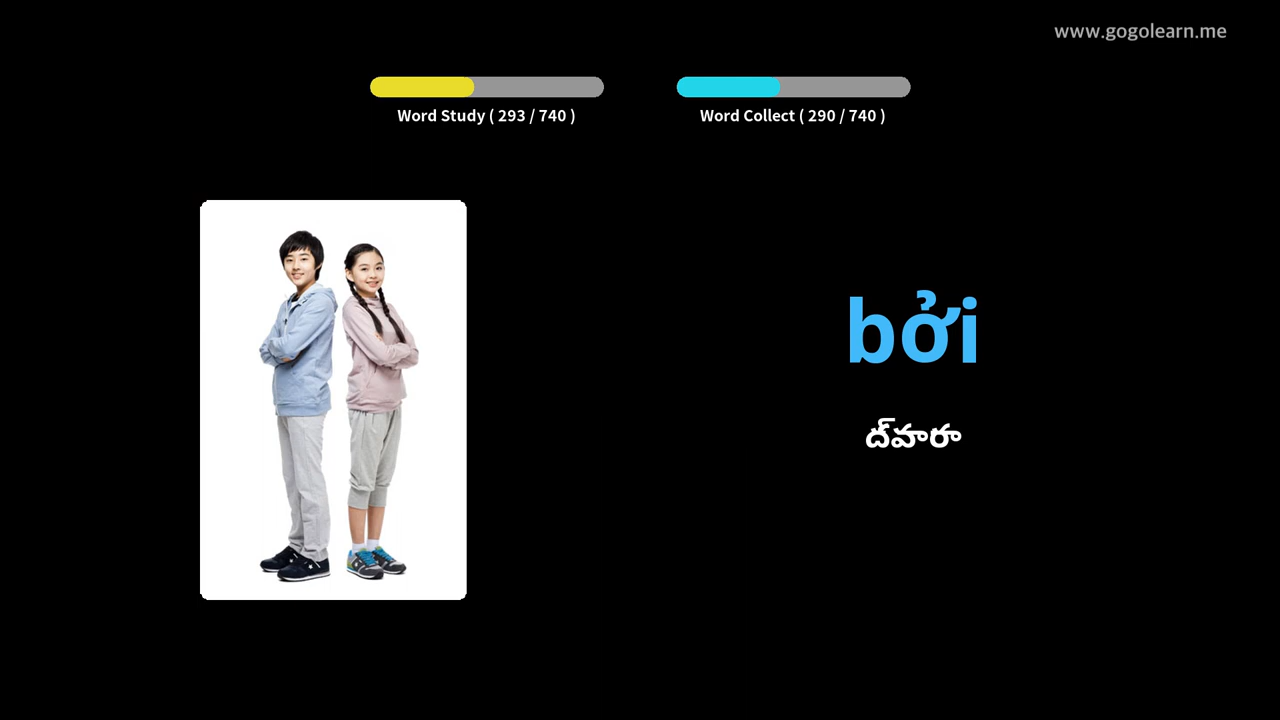 www.gogolearn.me
Word Study ( 293 / 740 )
Word Collect ( 290 / 740 )
bởi
ద్‌వారా